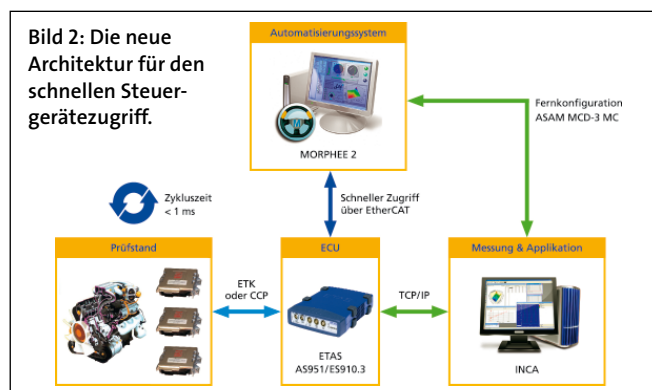 Bild 2: Die neue
Architektur für den
schnellen Steuer-
gerätezugriff.
Automatisierungssystem
MORPHEE 2
Fernkonfiguration
ASAM MCD-3 MC
Zykluszeit
< 1 ms
Schneller Zugriff
über EtherCAT
Prüfstand
ECU
Messung & Applikation
ETK
oder CCP
TCP/IP
ETAS
AS951/ES910.3
INCA